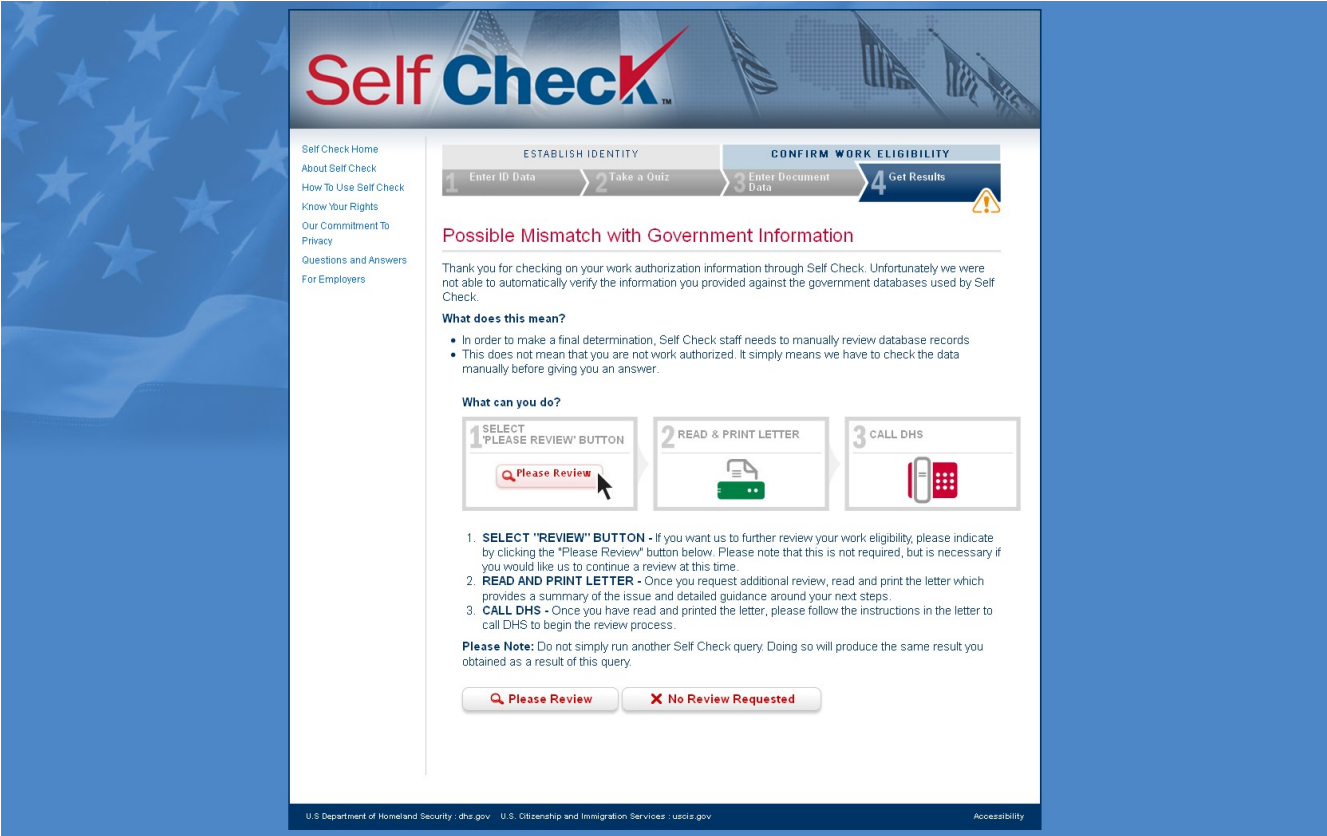 Self Check™
Self Check Home
About Self Check
How To Use Self Check
Know Your Rights
Our Commitment To
Privacy
Questions and Answers
For Employers
ESTABLISH IDENTITY
CONFIRM WORK ELIGIBILITY
1 Enter ID Data
2 Take a Quiz
3 Enter Document
Data
4 Get Results
Possible Mismatch with Government Information
Thank you for checking on your work authorization information through Self Check. Unfortunately we were
not able to automatically verify the information you provided against the government databases used by Self
Check.
What does this mean?
• In order to make a final determination, Self Check staff needs to manually review database records
• This does not mean that you are not work authorized. It simply means we have to check the data
manually before giving you an answer.
What can you do?
1 SELECT
'PLEASE REVIEW' BUTTON
Please Review
2 READ & PRINT LETTER
3 CALL DHS
1. SELECT "REVIEW" BUTTON - If you want us to further review your work eligibility, please indicate
by clicking the "Please Review" button below. Please note that this is not required, but is necessary if
you would like us to continue a review at this time.
2. READ AND PRINT LETTER - Once you request additional review, read and print the letter which
provides a summary of the issue and detailed guidance around your next steps.
3. CALL DHS - Once you have read and printed the letter, please follow the instructions in the letter to
call DHS to begin the review process.
Please Note: Do not simply run another Self Check query. Doing so will produce the same result you
obtained as a result of this query.
Please Review
No Review Requested
U.S Department of Homeland Security : dhs.gov U.S. Citizenship and Immigration Services : uscis.gov
Accessibility